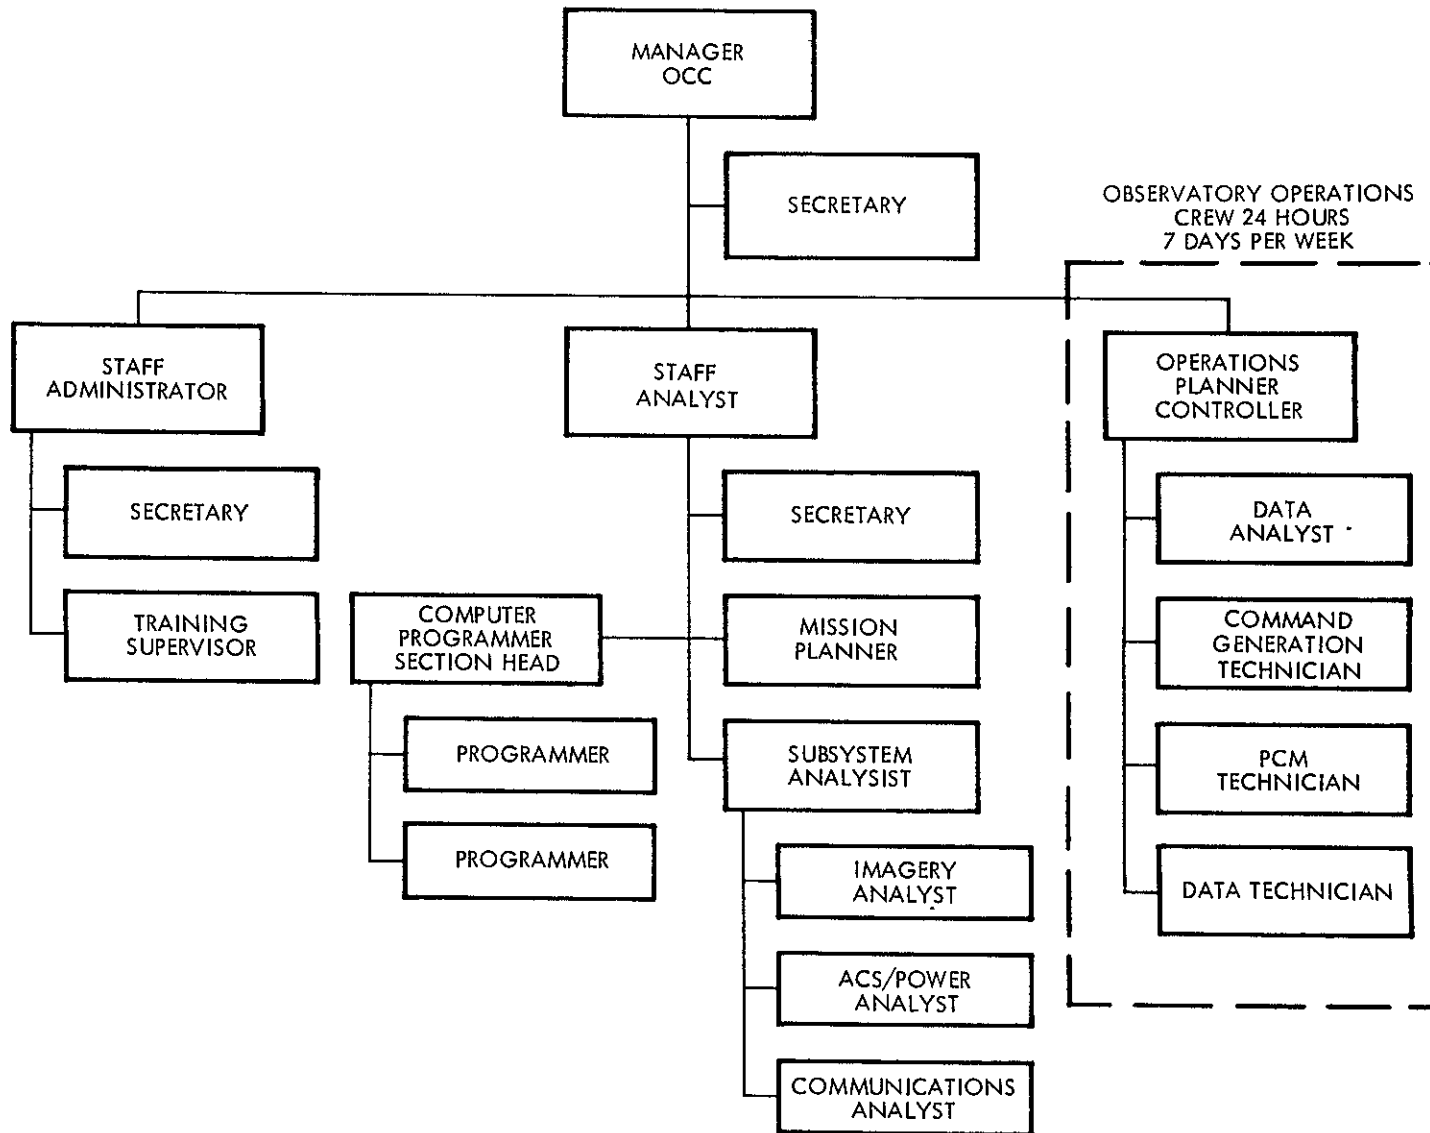 MANAGER
OCC
SECRETARY
OBSERVATORY OPERATIONS
CREW 24 HOURS
7 DAYS PER WEEK
STAFF
ADMINISTRATOR
STAFF
ANALYST
OPERATIONS
PLANNER
CONTROLLER
SECRETARY
TRAINING
SUPERVISOR
SECRETARY
COMPUTER
PROGRAMMER
SECTION HEAD
MISSION
PLANNER
PROGRAMMER
PROGRAMMER
SUBSYSTEM
ANALYSIST
IMAGERY
ANALYST
ACS/POWER
ANALYST
COMMUNICATIONS
ANALYST
DATA
ANALYST
COMMAND
GENERATION
TECHNICIAN
PCM
TECHNICIAN
DATA TECHNICIAN